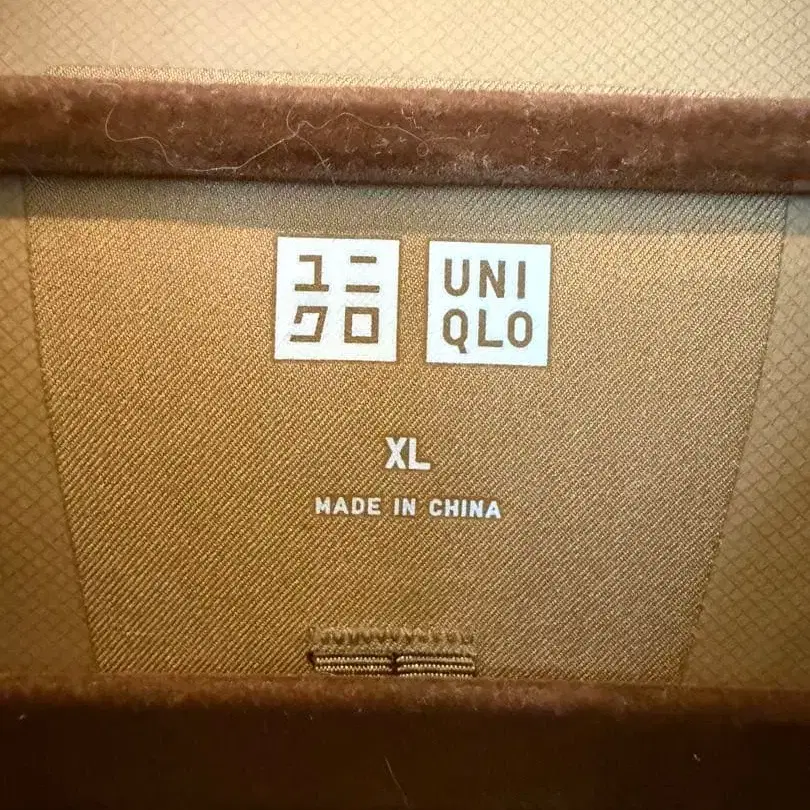 ユニ
クロ
UNI
QLO
XL
MADE IN CHINA